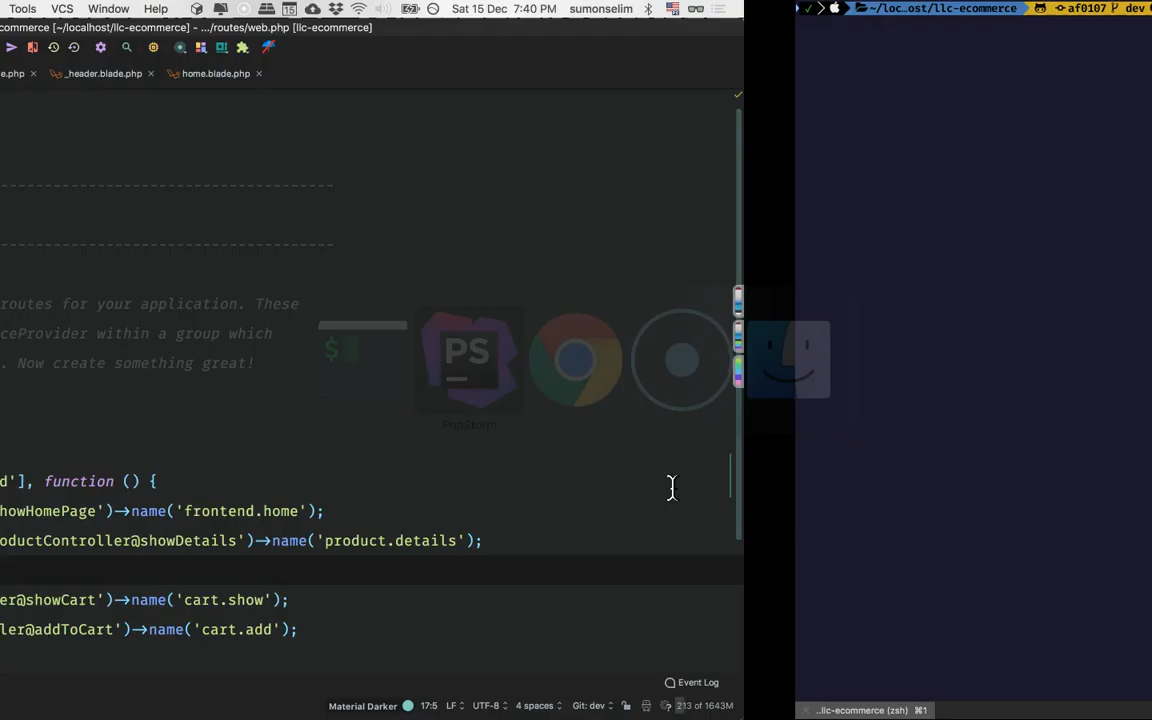 Tools VCS Window Help 15 Sat 15 Dec 7:40 PM sumonselim
commerce [~/localhost/llc-ecommerce] - .../routes/web.php [llc-ecommerce]
e.php × _header.blade.php × home.blade.php ×
~/loc...ost/llc-ecommerce af0107 dev
--------------------------------------
--------------------------------------
routes for your application. These
ceProvider within a group which
. Now create something great!
$
PS
PhpStorm
d'], function () {
howHomePage')->name('frontend.home');
oductController@showDetails')->name('product.details');
er@showCart')->name('cart.show');
ler@addToCart')->name('cart.add');
Event Log
Material Darker 17:5 LF UTF-8 4 spaces Git: dev 213 of 1643M
× ..llc-ecommerce (zsh) ⌘1